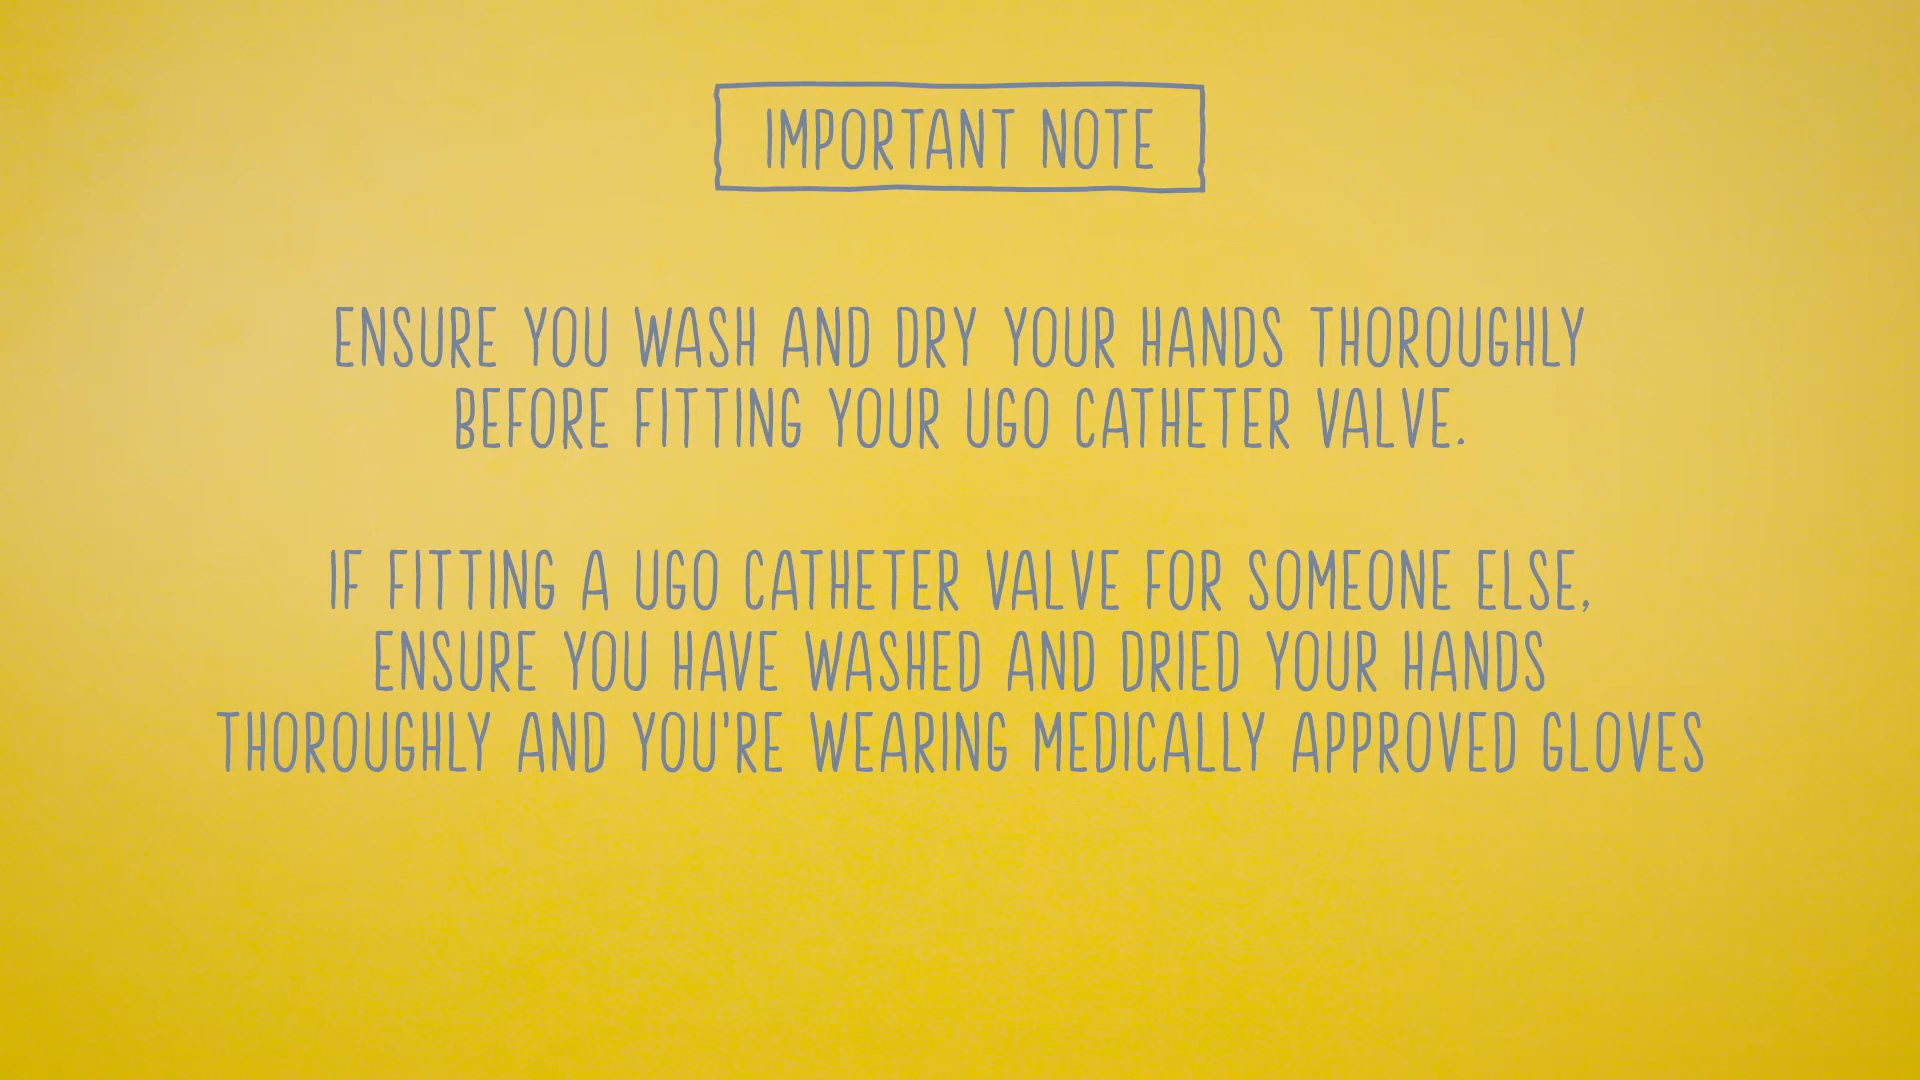 IMPORTANT NOTE
ENSURE YOU WASH AND DRY YOUR HANDS THOROUGHLY
BEFORE FITTING YOUR UGO CATHETER VALVE.
IF FITTING A UGO CATHETER VALVE FOR SOMEONE ELSE,
ENSURE YOU HAVE WASHED AND DRIED YOUR HANDS
THOROUGHLY AND YOU'RE WEARING MEDICALLY APPROVED GLOVES